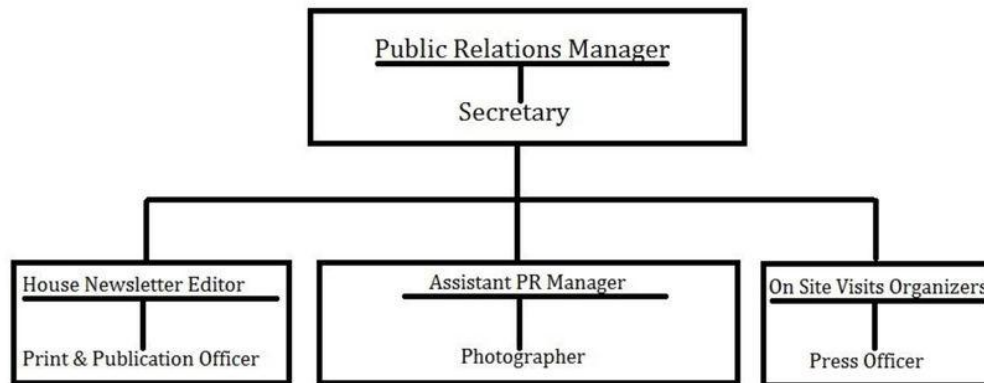 Public Relations Manager
Secretary
House Newsletter Editor
Print & Publication Officer
Assistant PR Manager
Photographer
On Site Visits Organizers
Press Officer